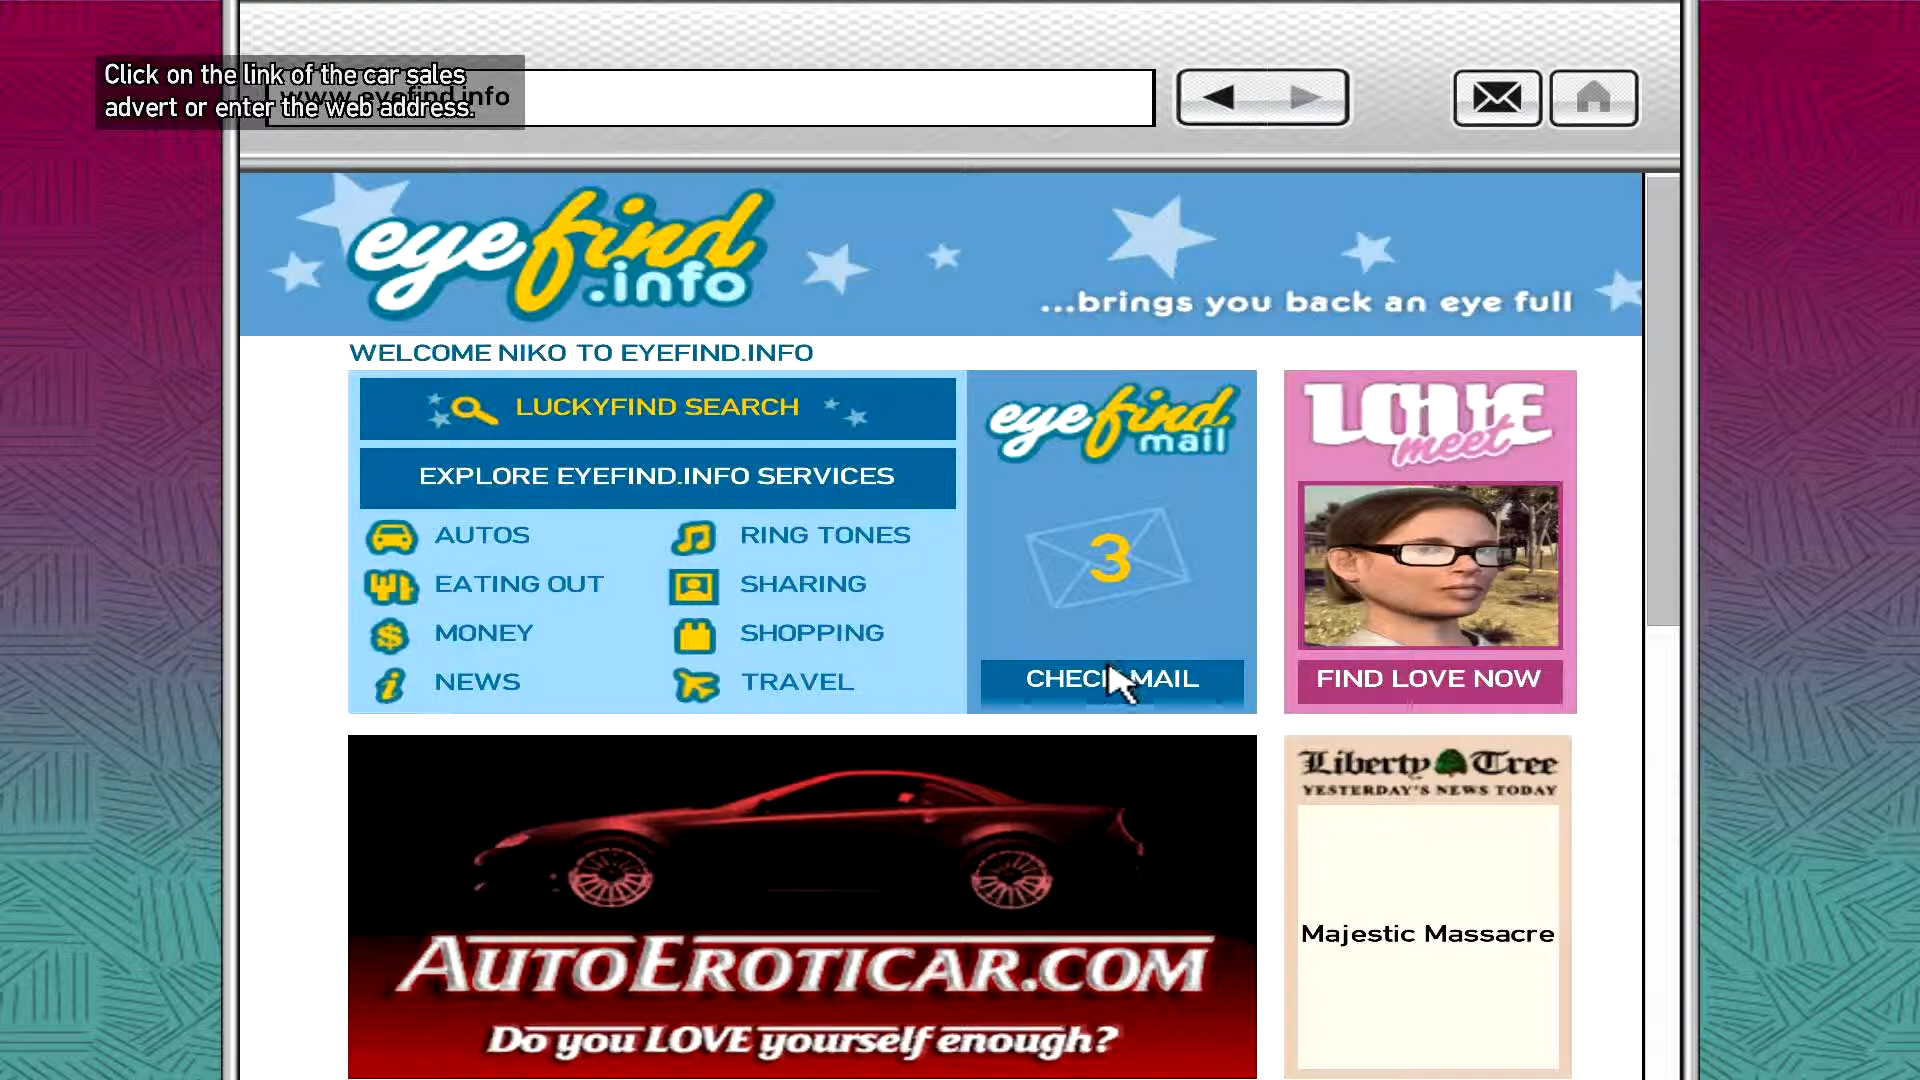 Click on the link of the car sales
advert or enter the web address.
www.eyefind.info
eyefind
.info
...brings you back an eye full
WELCOME NIKO TO EYEFIND.INFO
LUCKYFIND SEARCH
EXPLORE EYEFIND.INFO SERVICES
AUTOS
RING TONES
EATING OUT
SHARING
MONEY
SHOPPING
NEWS
TRAVEL
eyefind
mail
3
CHECK MAIL
LOVE
meet
FIND LOVE NOW
AUTOEROTICAR.COM
Do you LOVE yourself enough?
Liberty Tree
YESTERDAY'S NEWS TODAY
Majestic Massacre